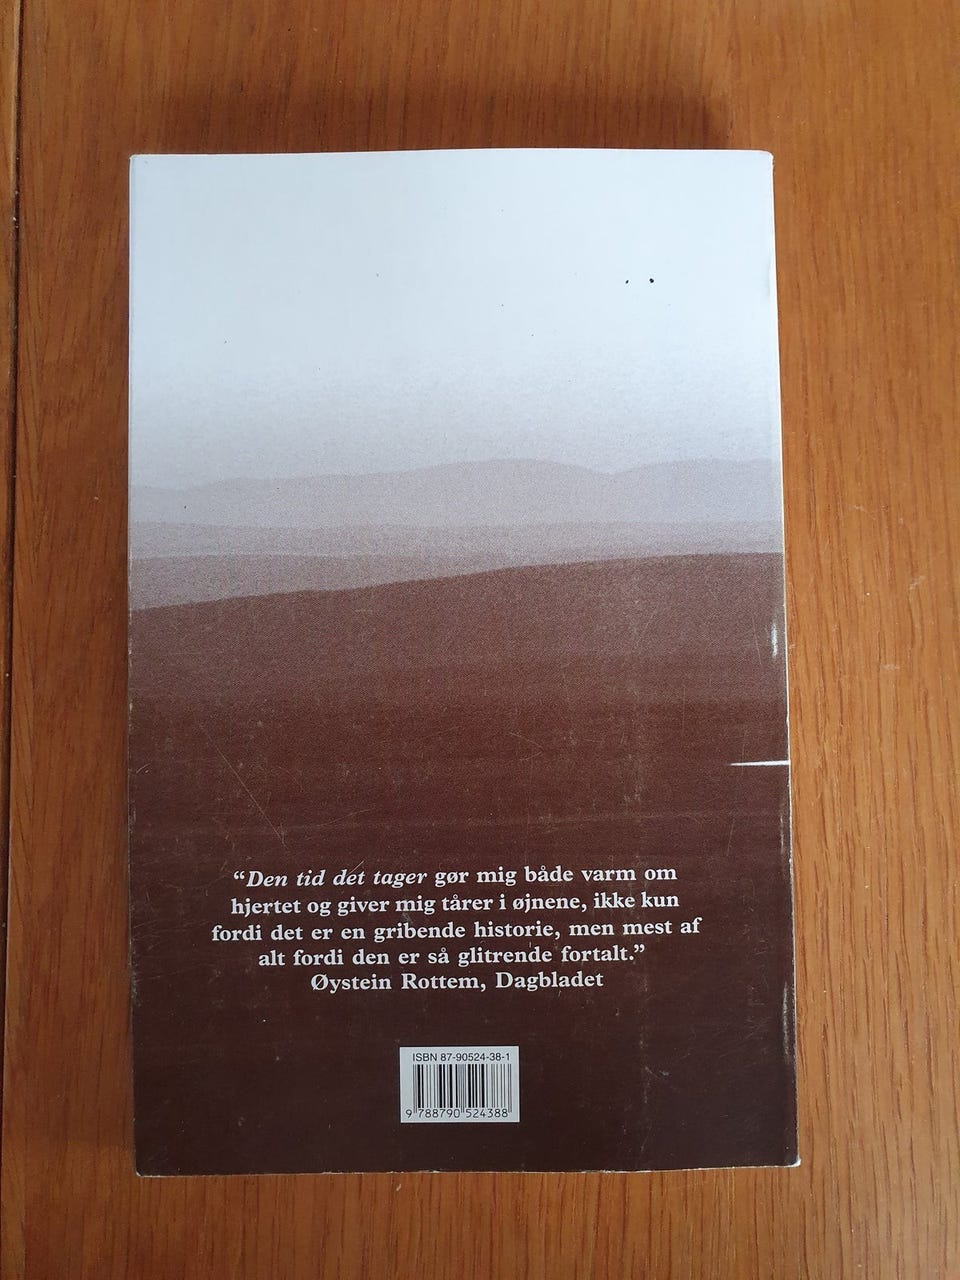 “Den tid det tager gør mig både varm om
hjertet og giver mig tårer i øjnene, ikke kun
fordi det er en gribende historie, men mest af
alt fordi den er så glitrende fortalt.”
Øystein Rottem, Dagbladet
ISBN 87-90524-38-1
9 788790 524388